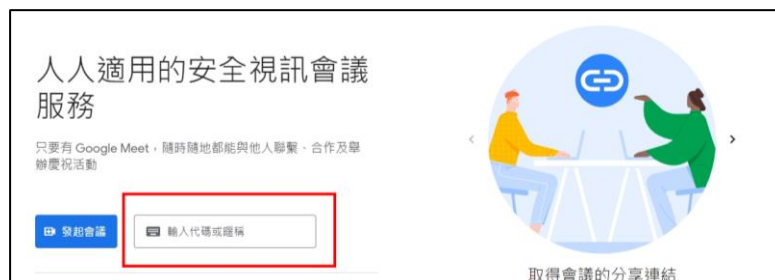 人人適用的安全視訊會議
服務
只要有 Google Meet，隨時隨地都能與他人聯繫、合作及舉
辦慶祝活動
發起會議
輸入代碼或暱稱
取得會議的分享連結